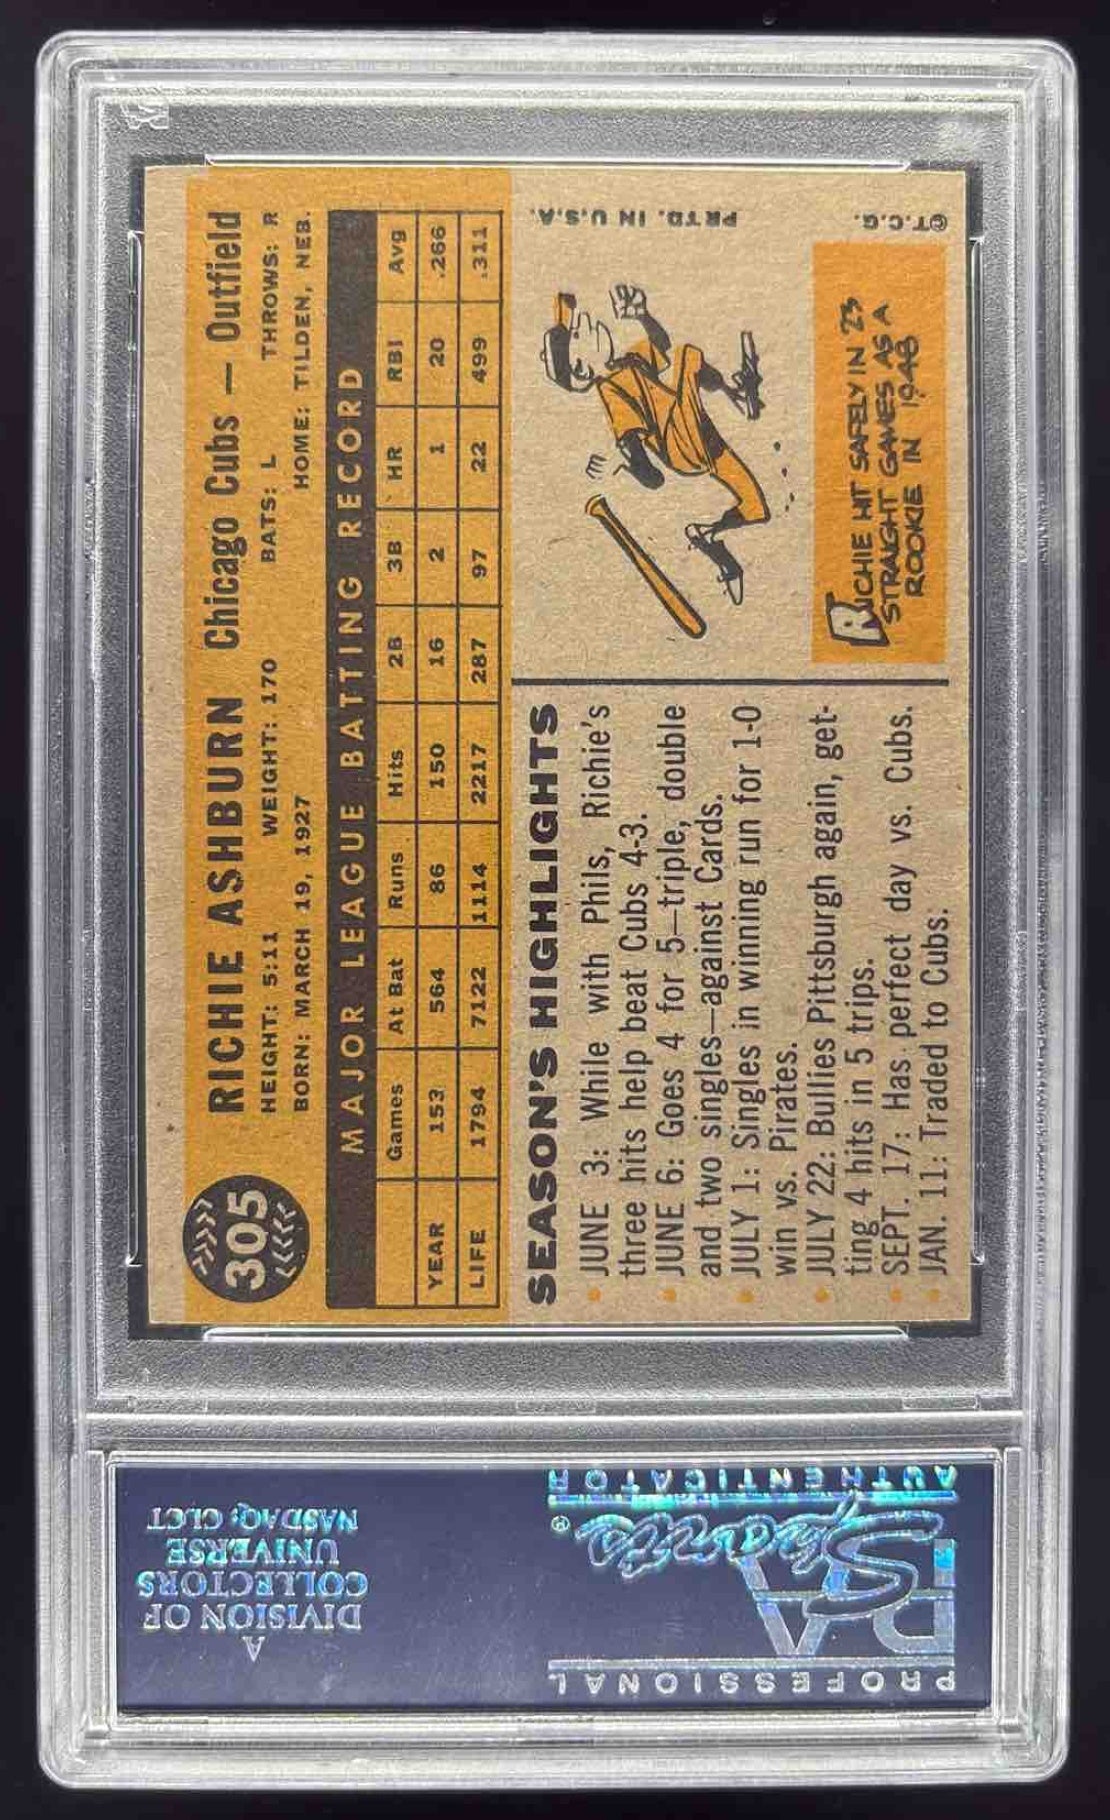 305
RICHIE ASHBURN Chicago Cubs — Outfield
HEIGHT: 5:11 WEIGHT: 170 BATS: L THROWS: R
BORN: MARCH 19, 1927 HOME: TILDEN, NEB.
MAJOR LEAGUE BATTING RECORD
Games At Bat Runs Hits 2B 3B HR RBI Avg
YEAR 153 564 86 150 16 2 1 20 .266
LIFE 1794 7122 1114 2217 287 97 22 499 .311
SEASON'S HIGHLIGHTS
• JUNE 3: While with Phils, Richie's
three hits help beat Cubs 4-3.
• JUNE 6: Goes 4 for 5—triple, double
and two singles—against Cards.
• JULY 1: Singles in winning run for 1-0
win vs. Pirates.
• JULY 22: Bullies Pittsburgh again, get-
ting 4 hits in 5 trips.
• SEPT. 17: Has perfect day vs. Cubs.
• JAN. 11: Traded to Cubs.
RICHIE HIT SAFELY IN 23
STRAIGHT GAMES AS A
ROOKIE IN 1948
©T.C.G.
PRTD. IN U.S.A.
PROFESSIONAL
PSA
Sports
®
AUTHENTICATOR
A
DIVISION OF
COLLECTORS
UNIVERSE
NASDAQ: CLCT